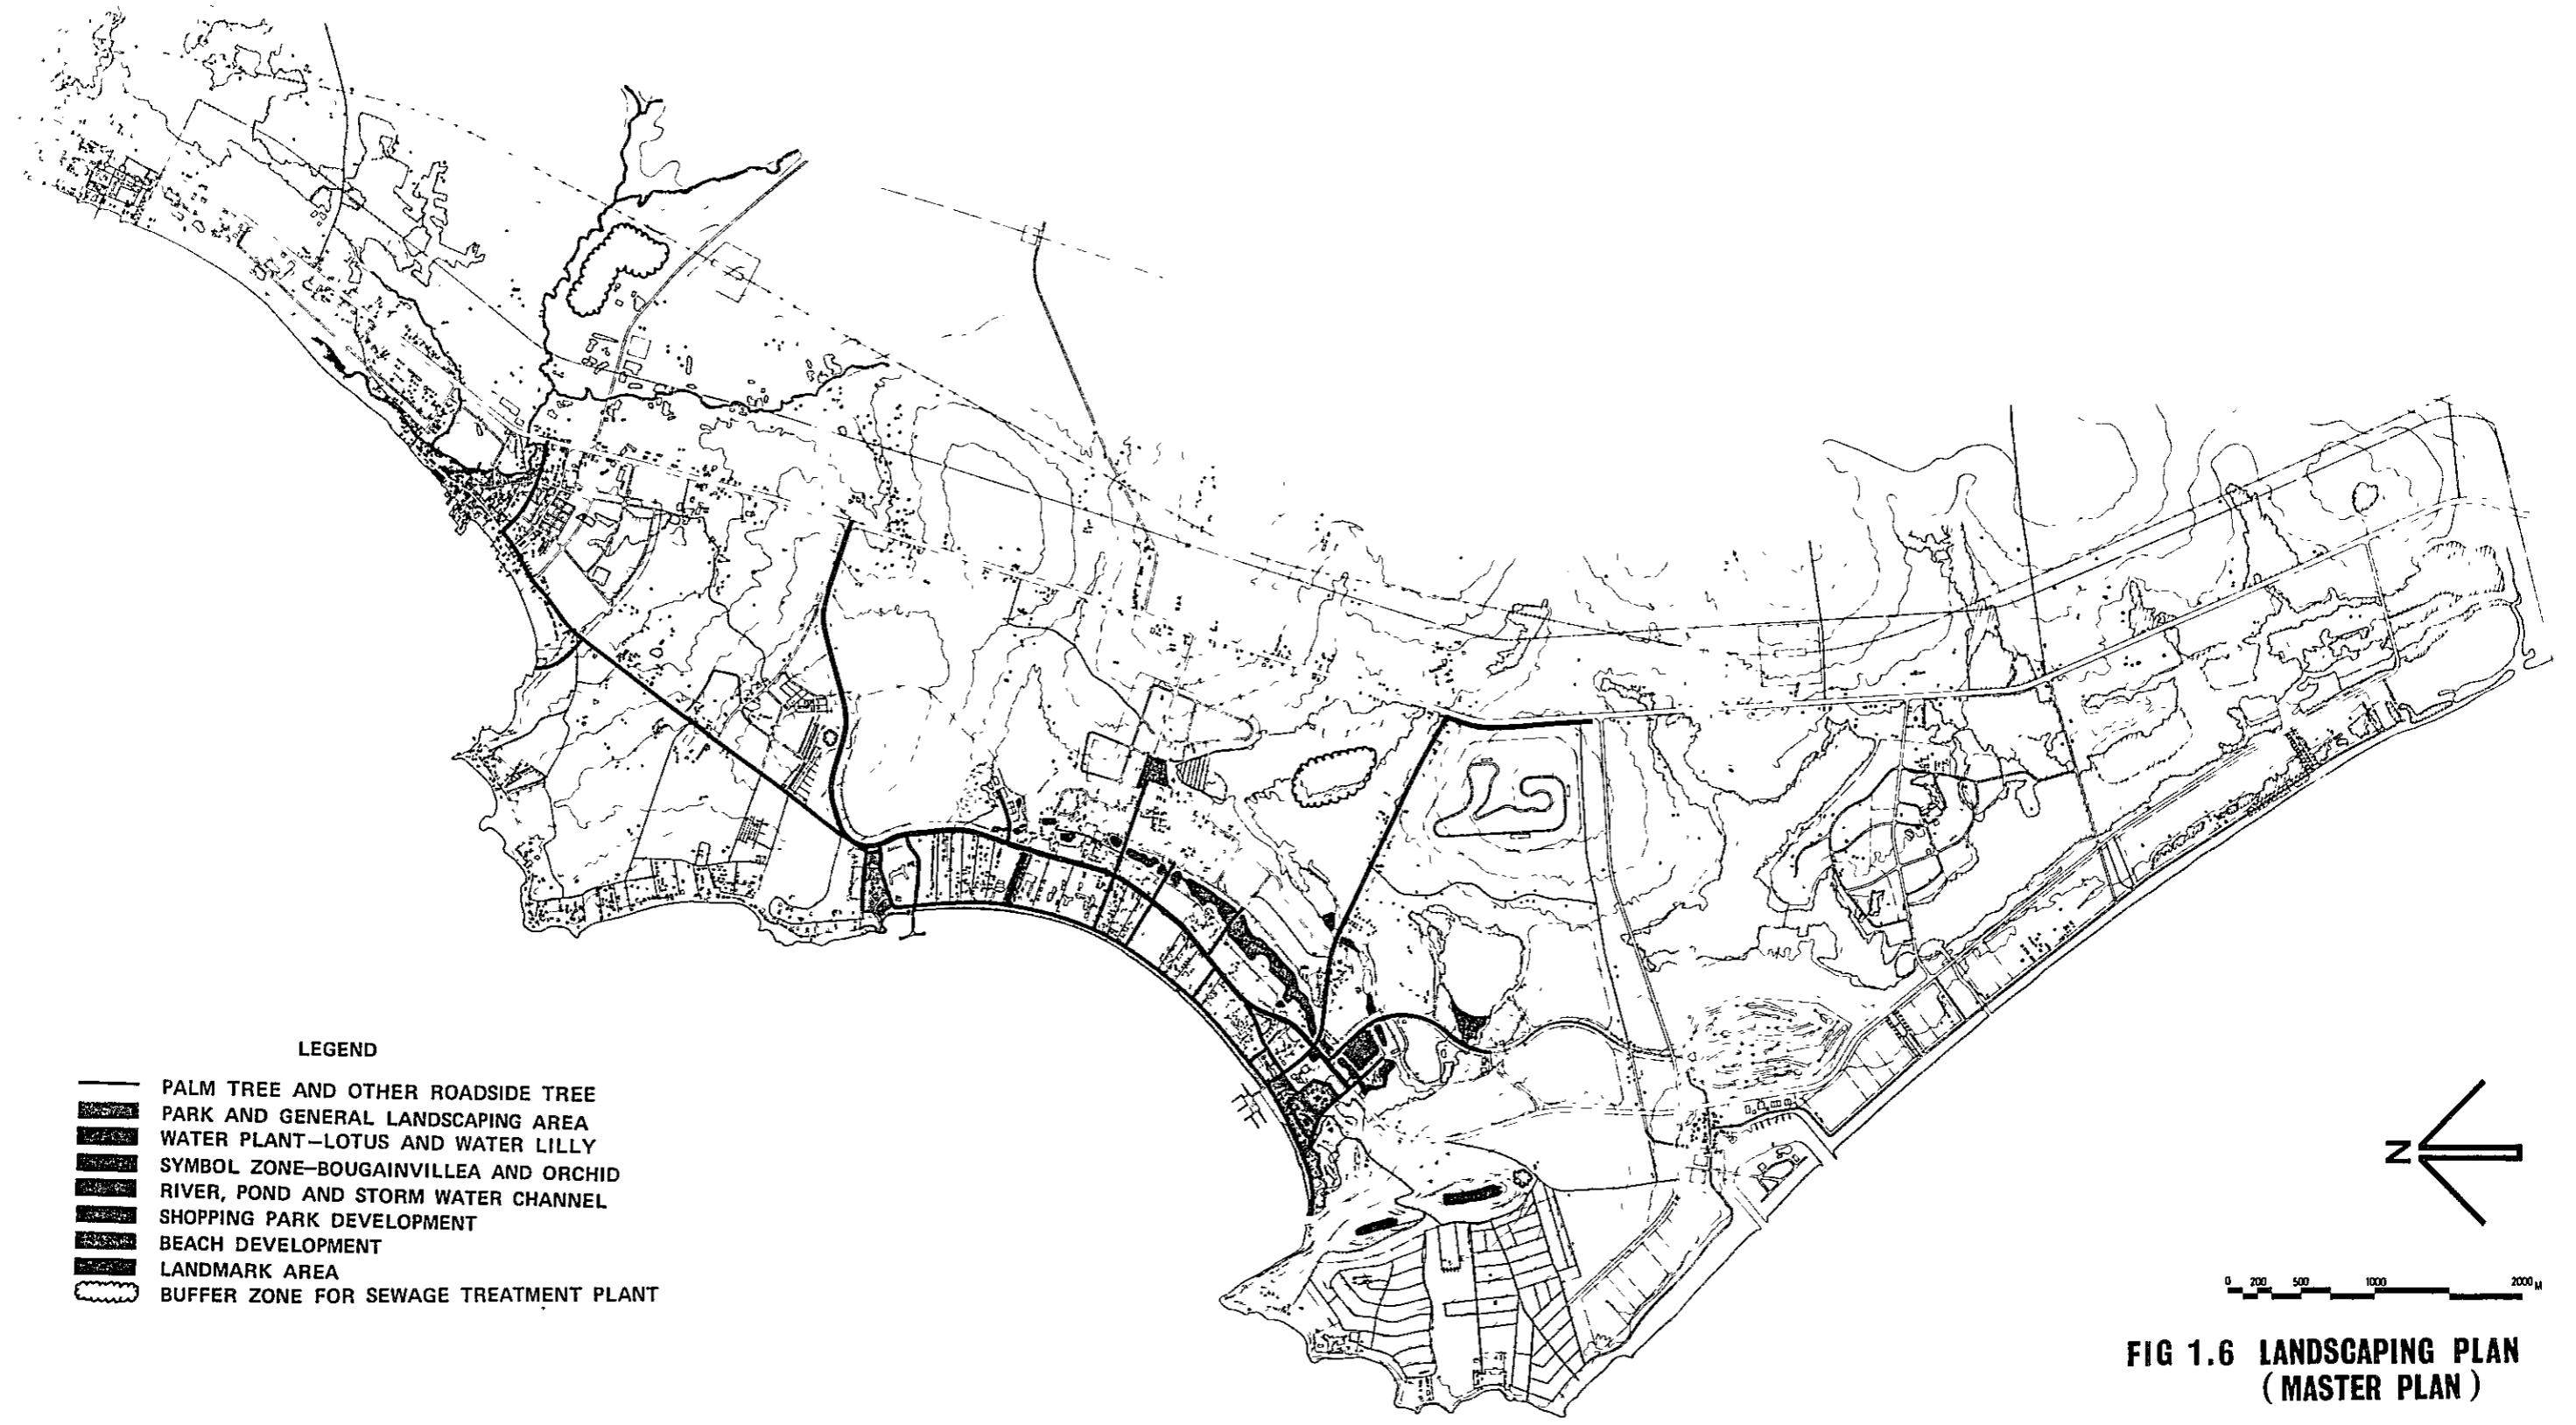 LEGEND
PALM TREE AND OTHER ROADSIDE TREE
PARK AND GENERAL LANDSCAPING AREA
WATER PLANT–LOTUS AND WATER LILLY
SYMBOL ZONE–BOUGAINVILLEA AND ORCHID
RIVER, POND AND STORM WATER CHANNEL
SHOPPING PARK DEVELOPMENT
BEACH DEVELOPMENT
LANDMARK AREA
BUFFER ZONE FOR SEWAGE TREATMENT PLANT
N
0 200 500 1000 2000 M
FIG 1.6 LANDSCAPING PLAN
(MASTER PLAN)